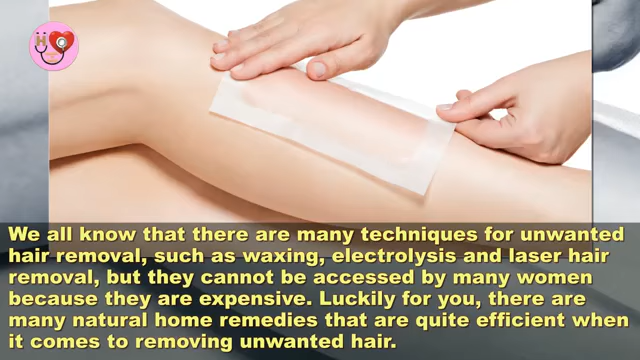 We all know that there are many techniques for unwanted
hair removal, such as waxing, electrolysis and laser hair
removal, but they cannot be accessed by many women
because they are expensive. Luckily for you, there are
many natural home remedies that are quite efficient when
it comes to removing unwanted hair.